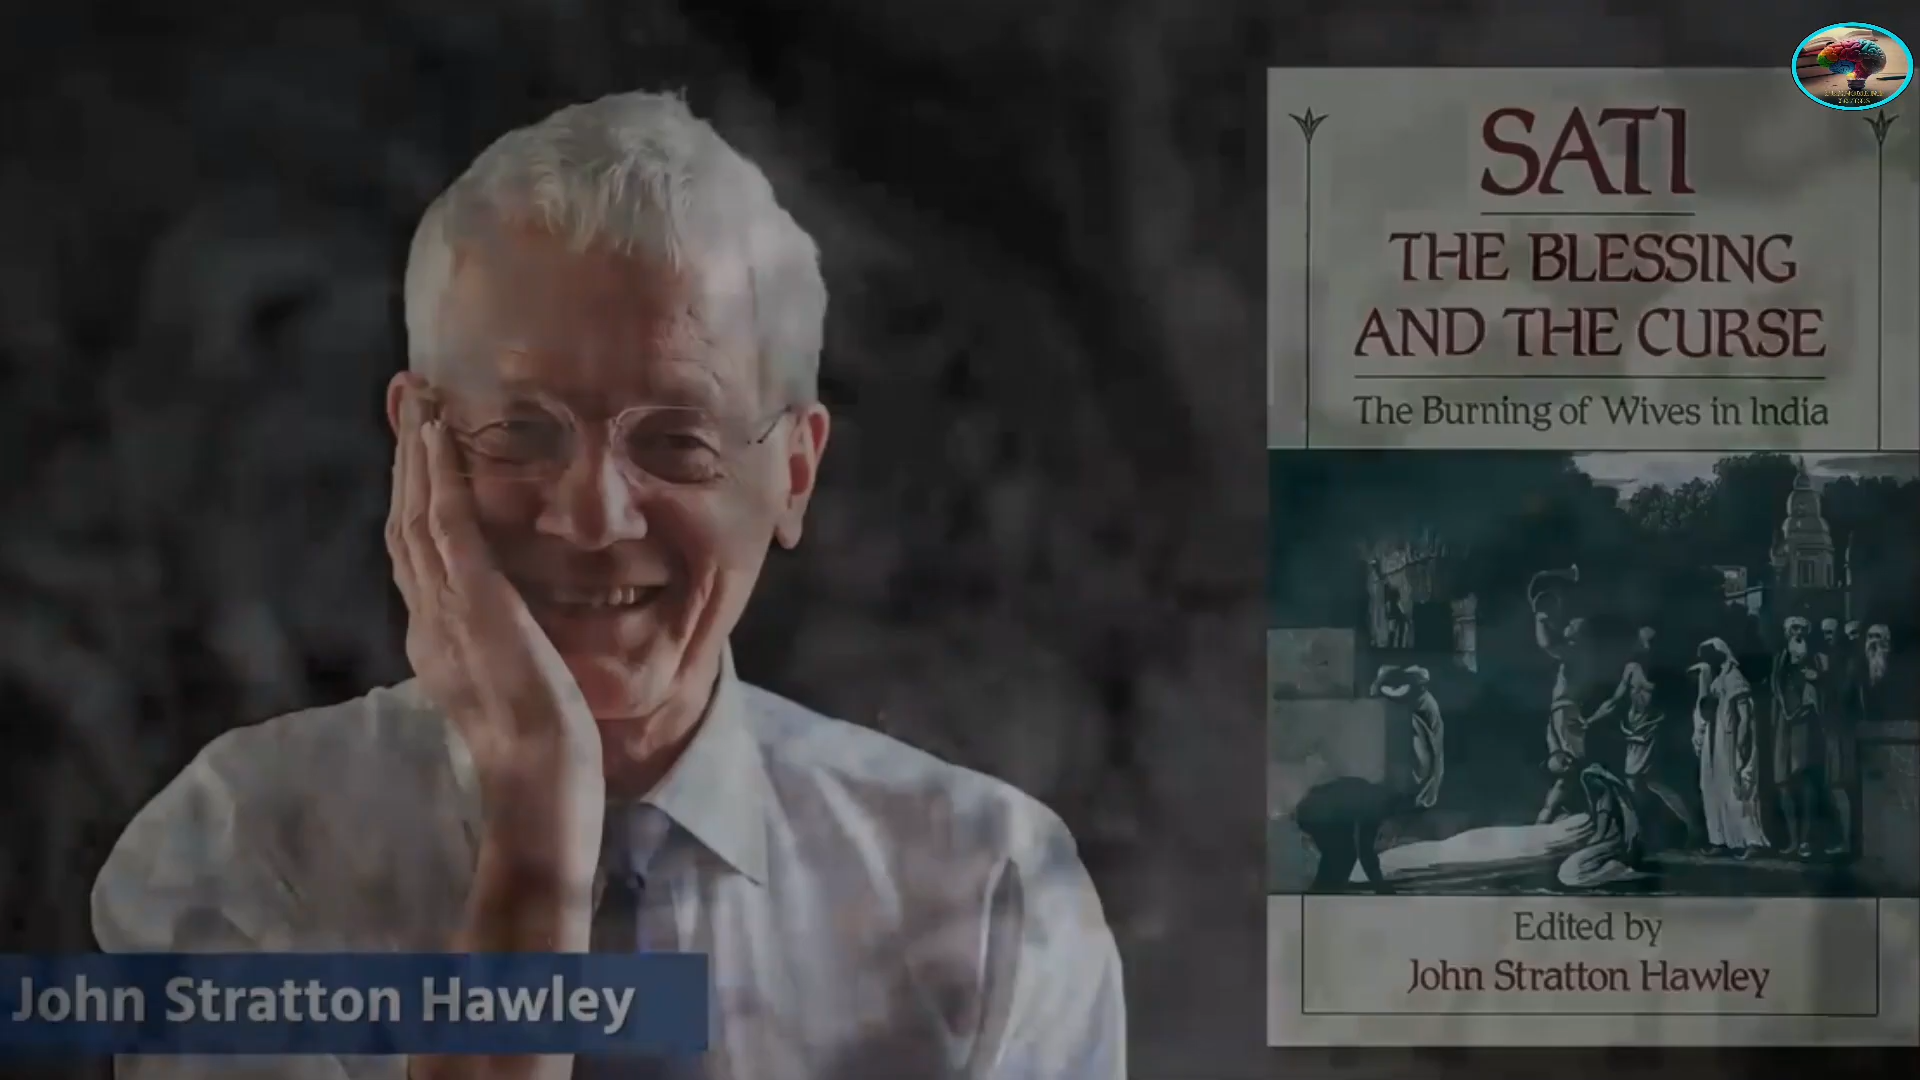 SATI
THE BLESSING
AND THE CURSE
The Burning of Wives in India
Edited by
John Stratton Hawley
John Stratton Hawley